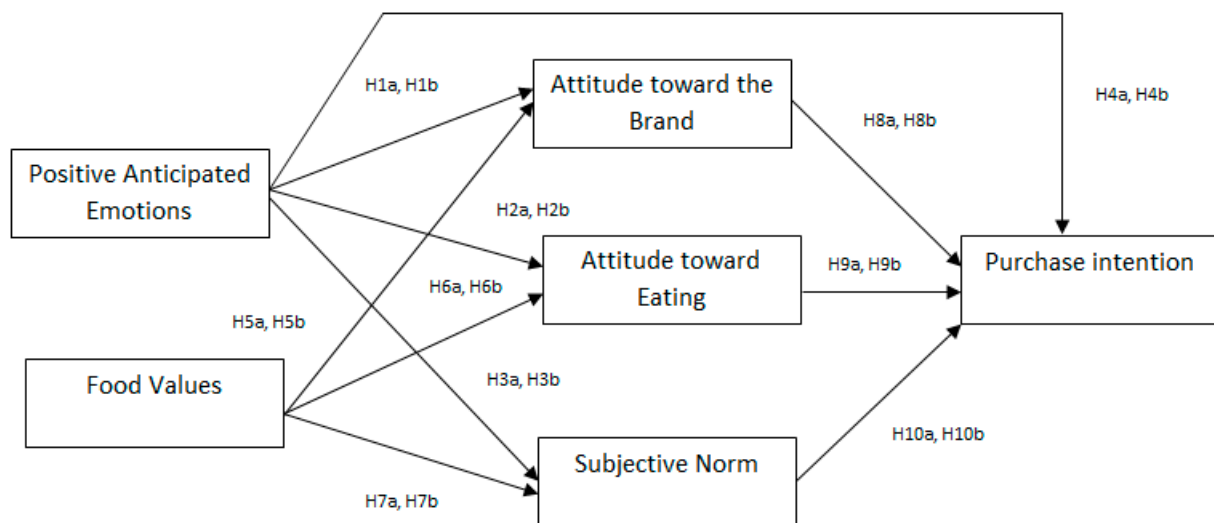 H1a, H1b
Attitude toward the
Brand
H4a, H4b
H8a, H8b
Positive Anticipated
Emotions
H2a, H2b
Attitude toward
Eating
H9a, H9b
Purchase intention
H6a, H6b
H5a, H5b
Food Values
H3a, H3b
H10a, H10b
Subjective Norm
H7a, H7b